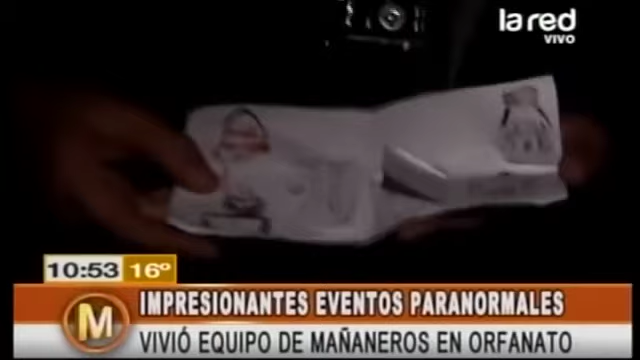 la red
VIVO
10:53 16º
IMPRESIONANTES EVENTOS PARANORMALES
M
VIVIÓ EQUIPO DE MAÑANEROS EN ORFANATO